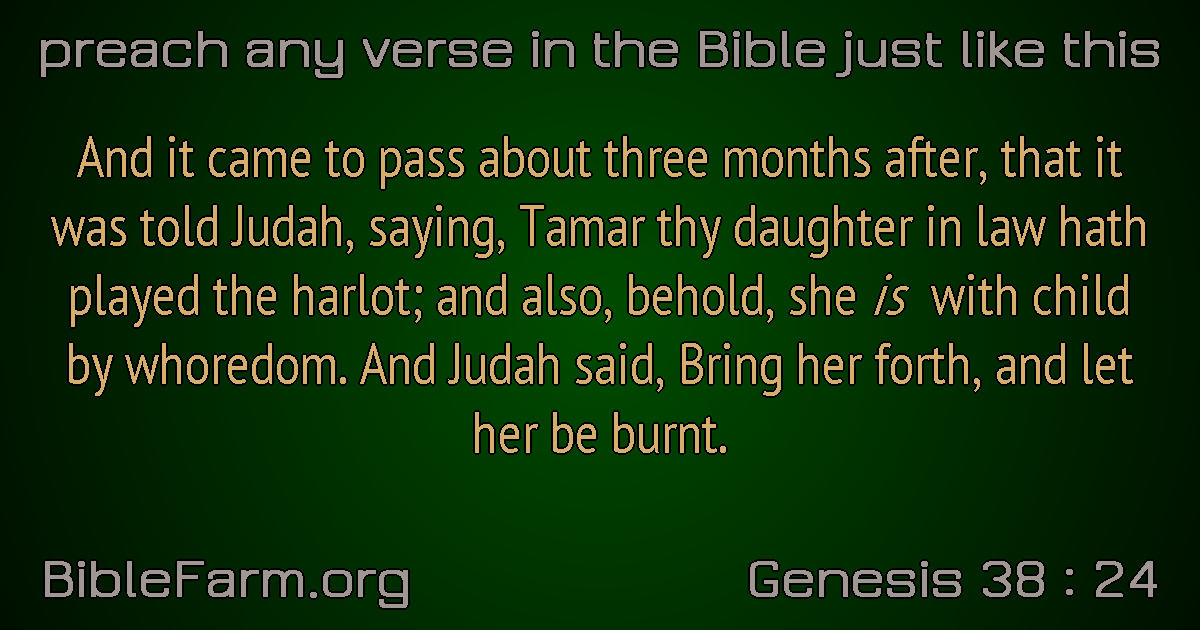 preach any verse in the Bible just like this
And it came to pass about three months after, that it
was told Judah, saying, Tamar thy daughter in law hath
played the harlot; and also, behold, she is with child
by whoredom. And Judah said, Bring her forth, and let
her be burnt.
BibleFarm.org
Genesis 38 : 24